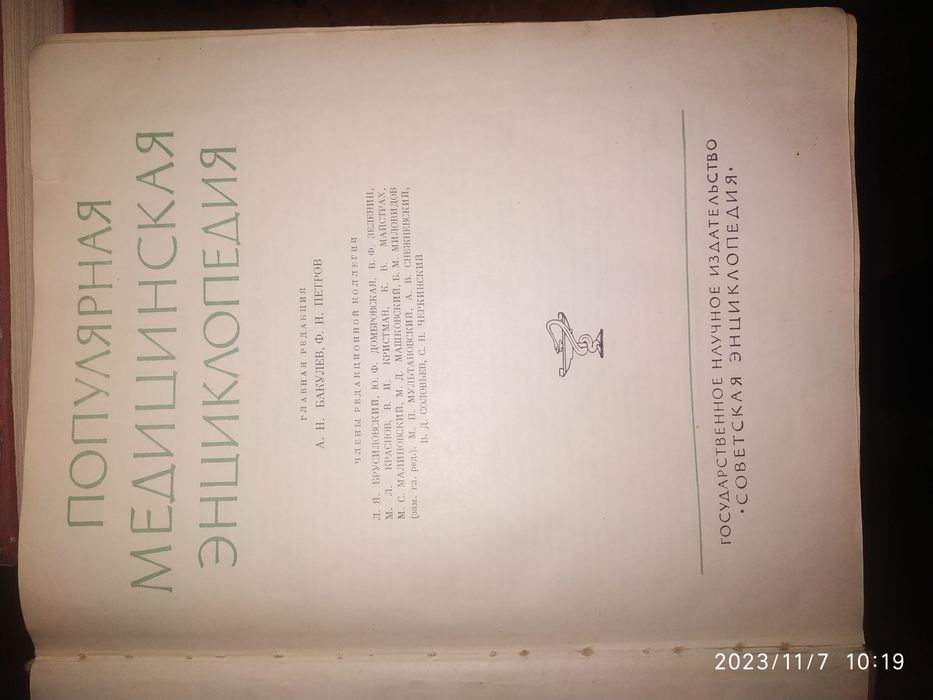 ПОПУЛЯРНАЯ
МЕДИЦИНСКАЯ
ЭНЦИКЛОПЕДИЯ
ГЛАВНАЯ РЕДАКЦИЯ
А. Н. БАКУЛЕВ, Ф. Н. ПЕТРОВ
ЧЛЕНЫ РЕДАКЦИОННОЙ КОЛЛЕГИИ
Л. Я. БРУСИЛОВСКИЙ, Ю. Ф. ДОМБРОВСКАЯ, В. Ф. ЗЕЛЕНИН,
М. Л. КРАСНОВ, В. И. КРИСТМАН, К. В. МАЙСТРАХ,
М. С. МАЛИНОВСКИЙ, М. Д. МАШКОВСКИЙ, Б. М. МИЛОВИДОВ
(зам. гл. ред.), М. П. МУЛЬТАНОВСКИЙ, А. В. СНЕЖНЕВСКИЙ,
В. Д. СОЛОВЬЕВ, С. Н. ЧЕРКИНСКИЙ
ГОСУДАРСТВЕННОЕ НАУЧНОЕ ИЗДАТЕЛЬСТВО
•СОВЕТСКАЯ ЭНЦИКЛОПЕДИЯ•
2023/11/7 10:19